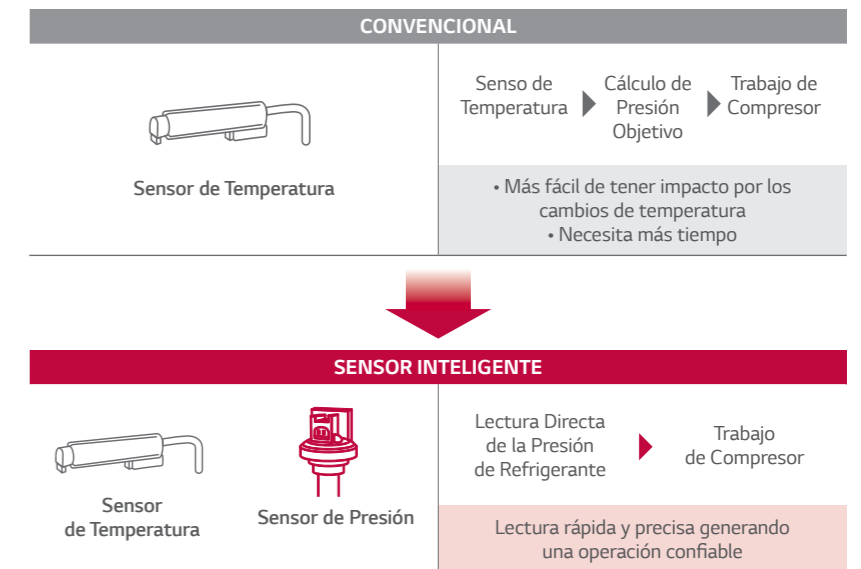 CONVENCIONAL
Sensor de Temperatura
Senso de
Temperatura
Cálculo de
Presión
Objetivo
Trabajo de
Compresor
• Más fácil de tener impacto por los
cambios de temperatura
• Necesita más tiempo
SENSOR INTELIGENTE
Sensor
de Temperatura
Sensor de Presión
Lectura Directa
de la Presión
de Refrigerante
Trabajo
de Compresor
Lectura rápida y precisa generando
una operación confiable